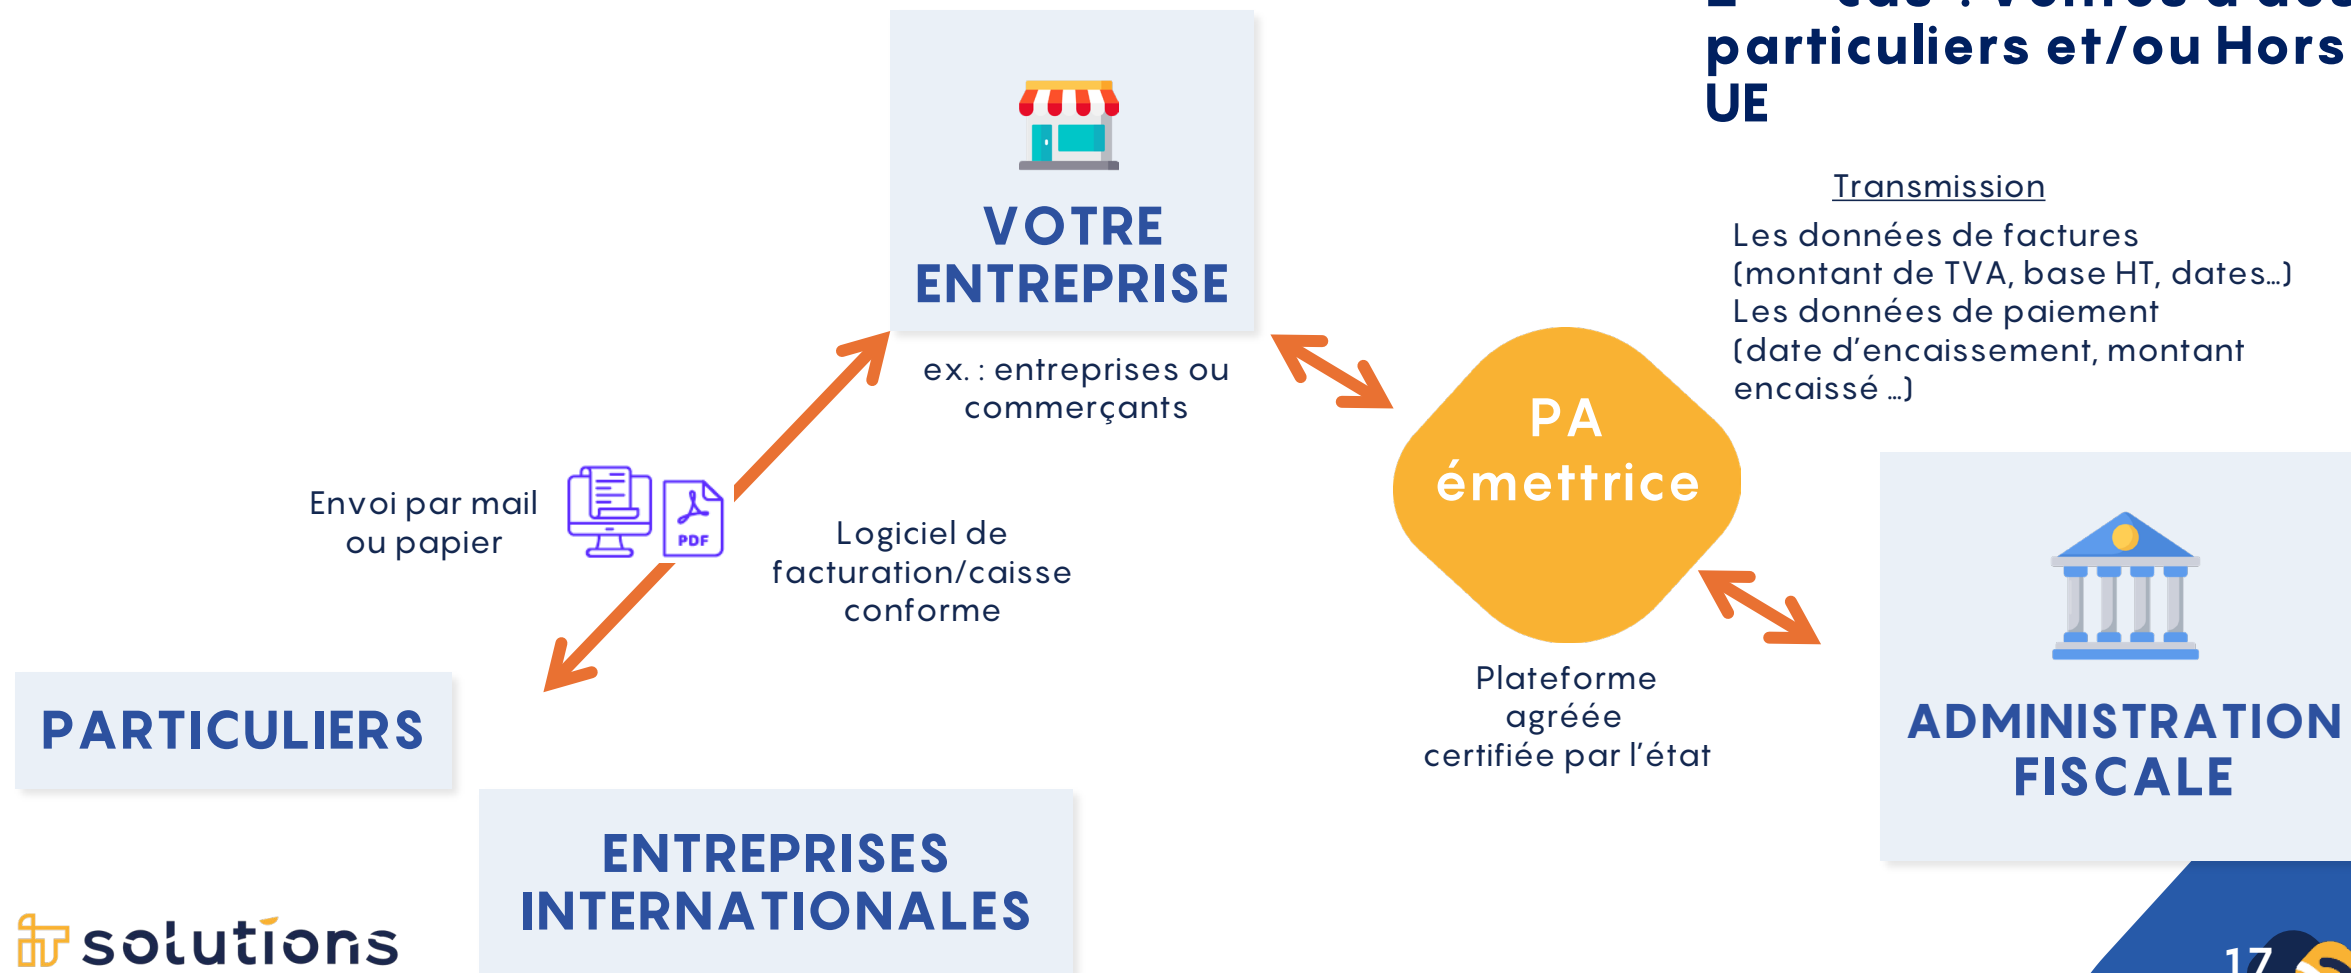 particuliers et/ou Hors
UE
VOTRE
ENTREPRISE
ex. : entreprises ou
commerçants
Transmission
Les données de factures
(montant de TVA, base HT, dates...)
Les données de paiement
(date d'encaissement, montant
encaissé ...)
PA
émettrice
Plateforme
agréée
certifiée par l'état
Envoi par mail
ou papier
PDF
Logiciel de
facturation/caisse
conforme
ADMINISTRATION
FISCALE
PARTICULIERS
ENTREPRISES
INTERNATIONALES
solutions
17